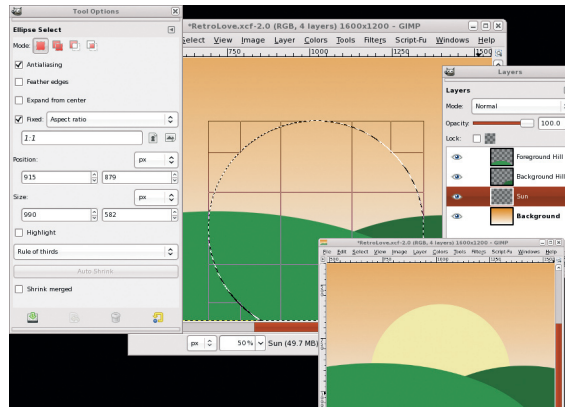 Tool Options
Ellipse Select
Mode:
Antialiasing
Feather edges
Expand from center
Fixed: Aspect ratio
1:1
Position: px
915 879
Size: px
990 582
Highlight
Rule of thirds
Auto Shrink
Shrink merged
*RetroLove.xcf-2.0 (RGB, 4 layers) 1600x1200 – GIMP
Select View Image Layer Colors Tools Filters Script-Fu Windows Help
750 1000 1250 1500
px 50% Sun (49.7 MB)
Layers
Layers
Mode: Normal
Opacity: 100.0
Lock:
Foreground Hill
Background Hill
Sun
Background
*RetroLove.xcf-2.0 (RGB, 4 layers) 1600x1200 – GIMP
File Edit Select View Image Layer Colors Tools Filters Script-Fu Windows Help